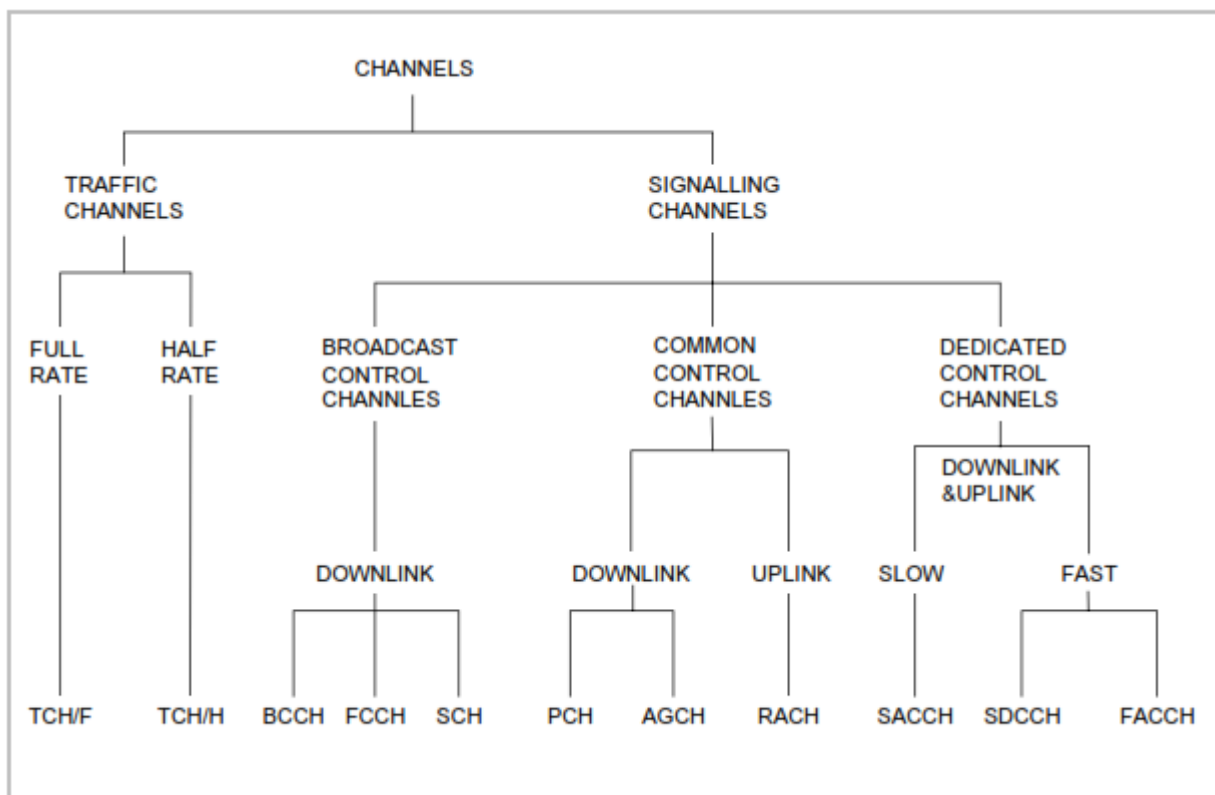 CHANNELS
TRAFFIC
CHANNELS
SIGNALLING
CHANNELS
FULL
RATE
HALF
RATE
BROADCAST
CONTROL
CHANNLES
COMMON
CONTROL
CHANNLES
DEDICATED
CONTROL
CHANNELS
DOWNLINK
&UPLINK
DOWNLINK
DOWNLINK
UPLINK
SLOW
FAST
TCH/F
TCH/H
BCCH
FCCH
SCH
PCH
AGCH
RACH
SACCH
SDCCH
FACCH